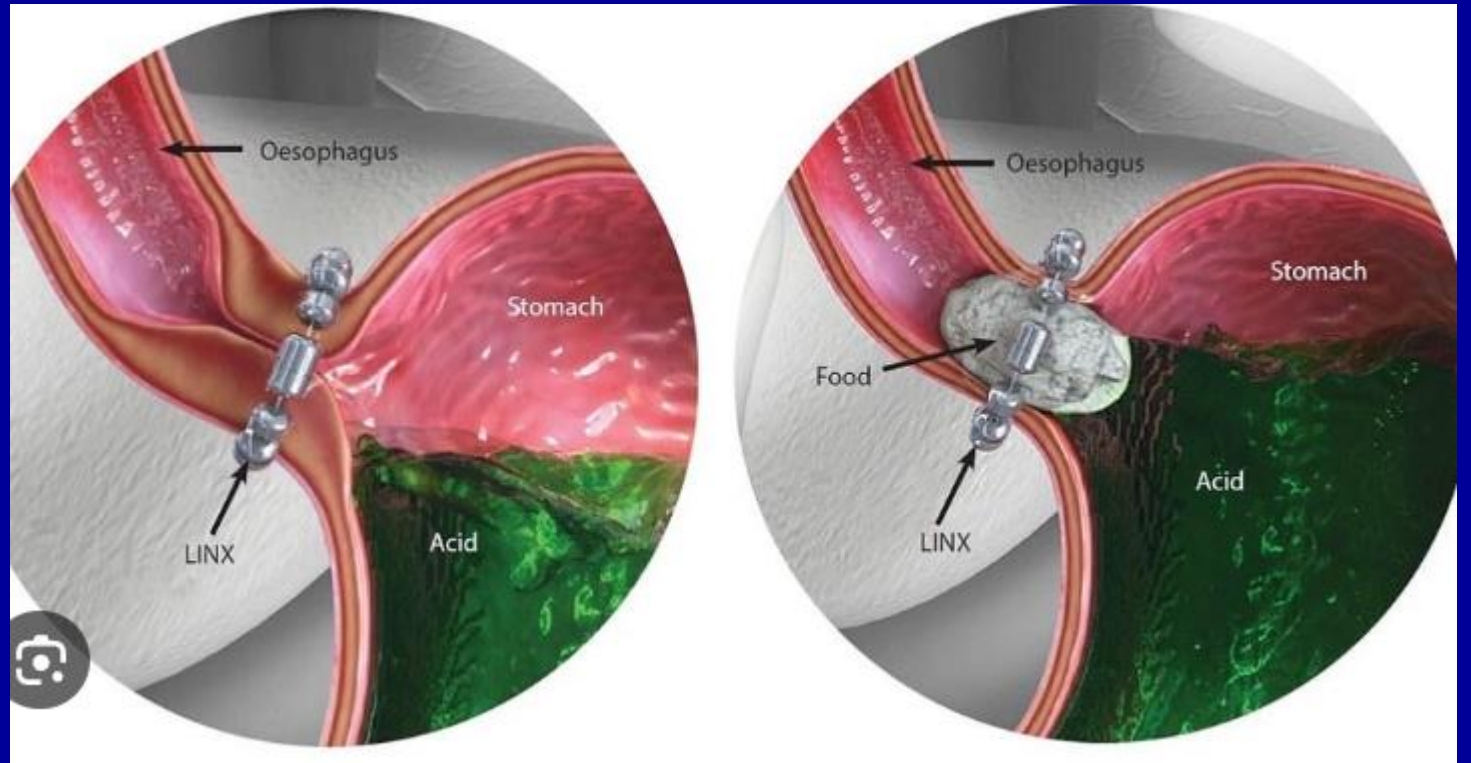 Oesophagus
Stomach
LINX
Acid
Oesophagus
Stomach
Food
Acid
LINX